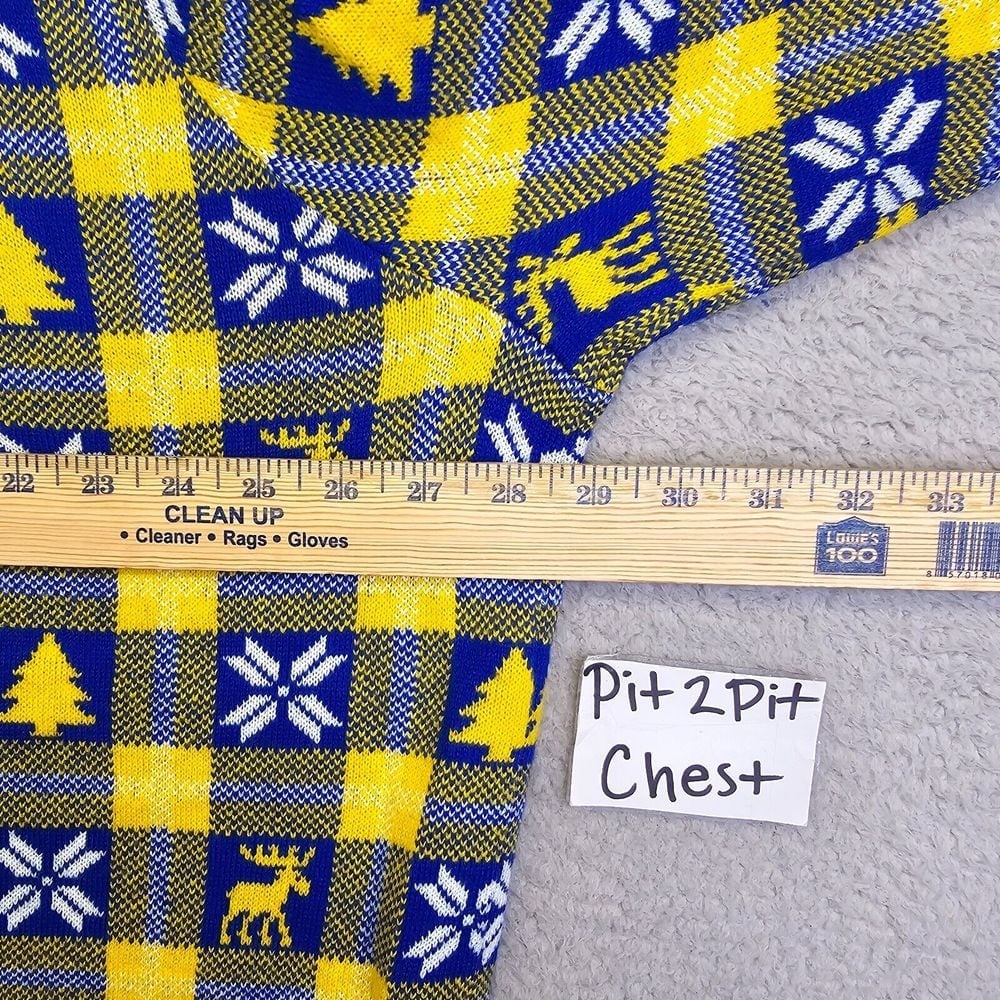 22 23 24 25 26 27 28 29 30 31 32 33
CLEAN UP
• Cleaner • Rags • Gloves
LOWE'S
100
Pit 2 Pit
Chest